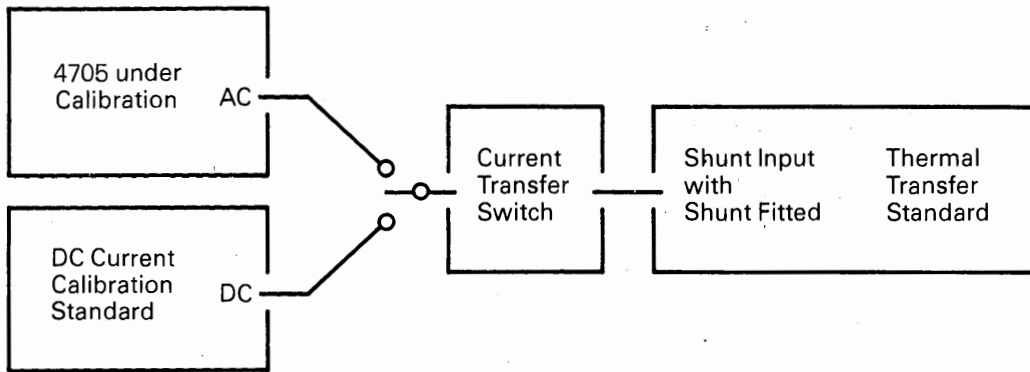 4705 under
Calibration
AC
DC Current
Calibration
Standard
DC
Current
Transfer
Switch
Shunt Input
with
Shunt Fitted
Thermal
Transfer
Standard